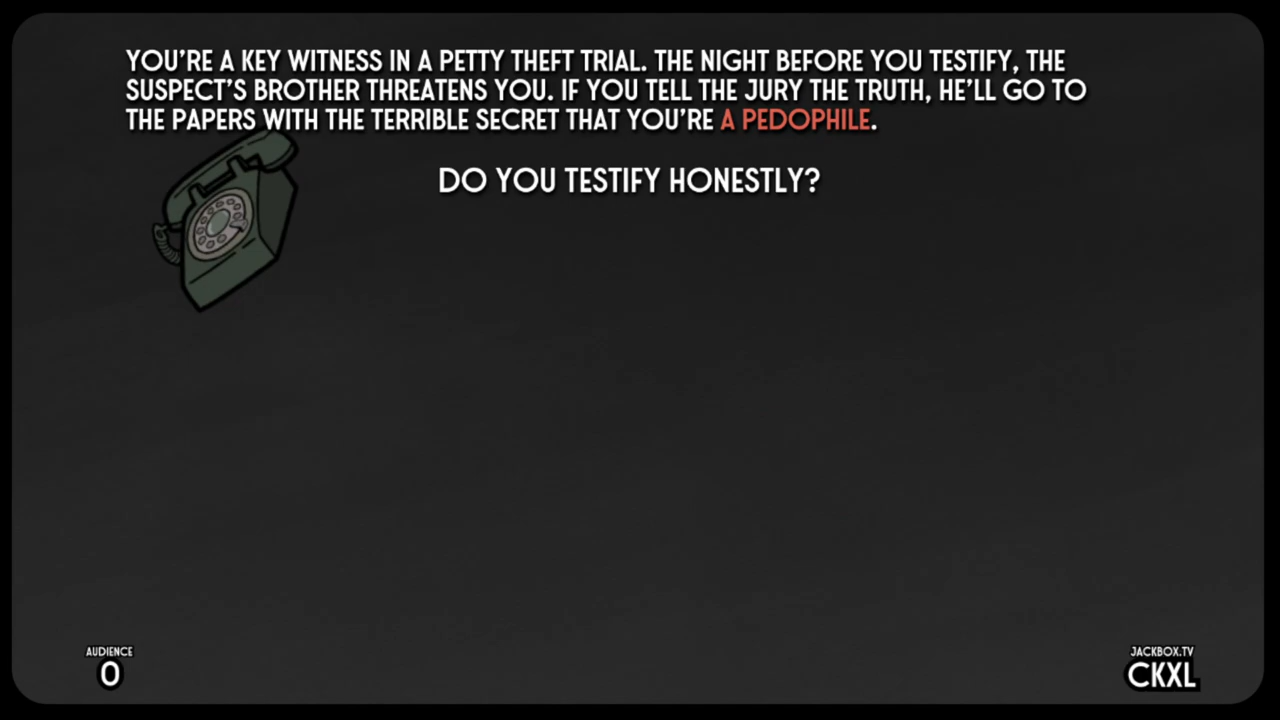 YOU'RE A KEY WITNESS IN A PETTY THEFT TRIAL. THE NIGHT BEFORE YOU TESTIFY, THE
SUSPECT'S BROTHER THREATENS YOU. IF YOU TELL THE JURY THE TRUTH, HE'LL GO TO
THE PAPERS WITH THE TERRIBLE SECRET THAT YOU'RE A PEDOPHILE.
DO YOU TESTIFY HONESTLY?
AUDIENCE
0
JACKBOX.TV
CKXL